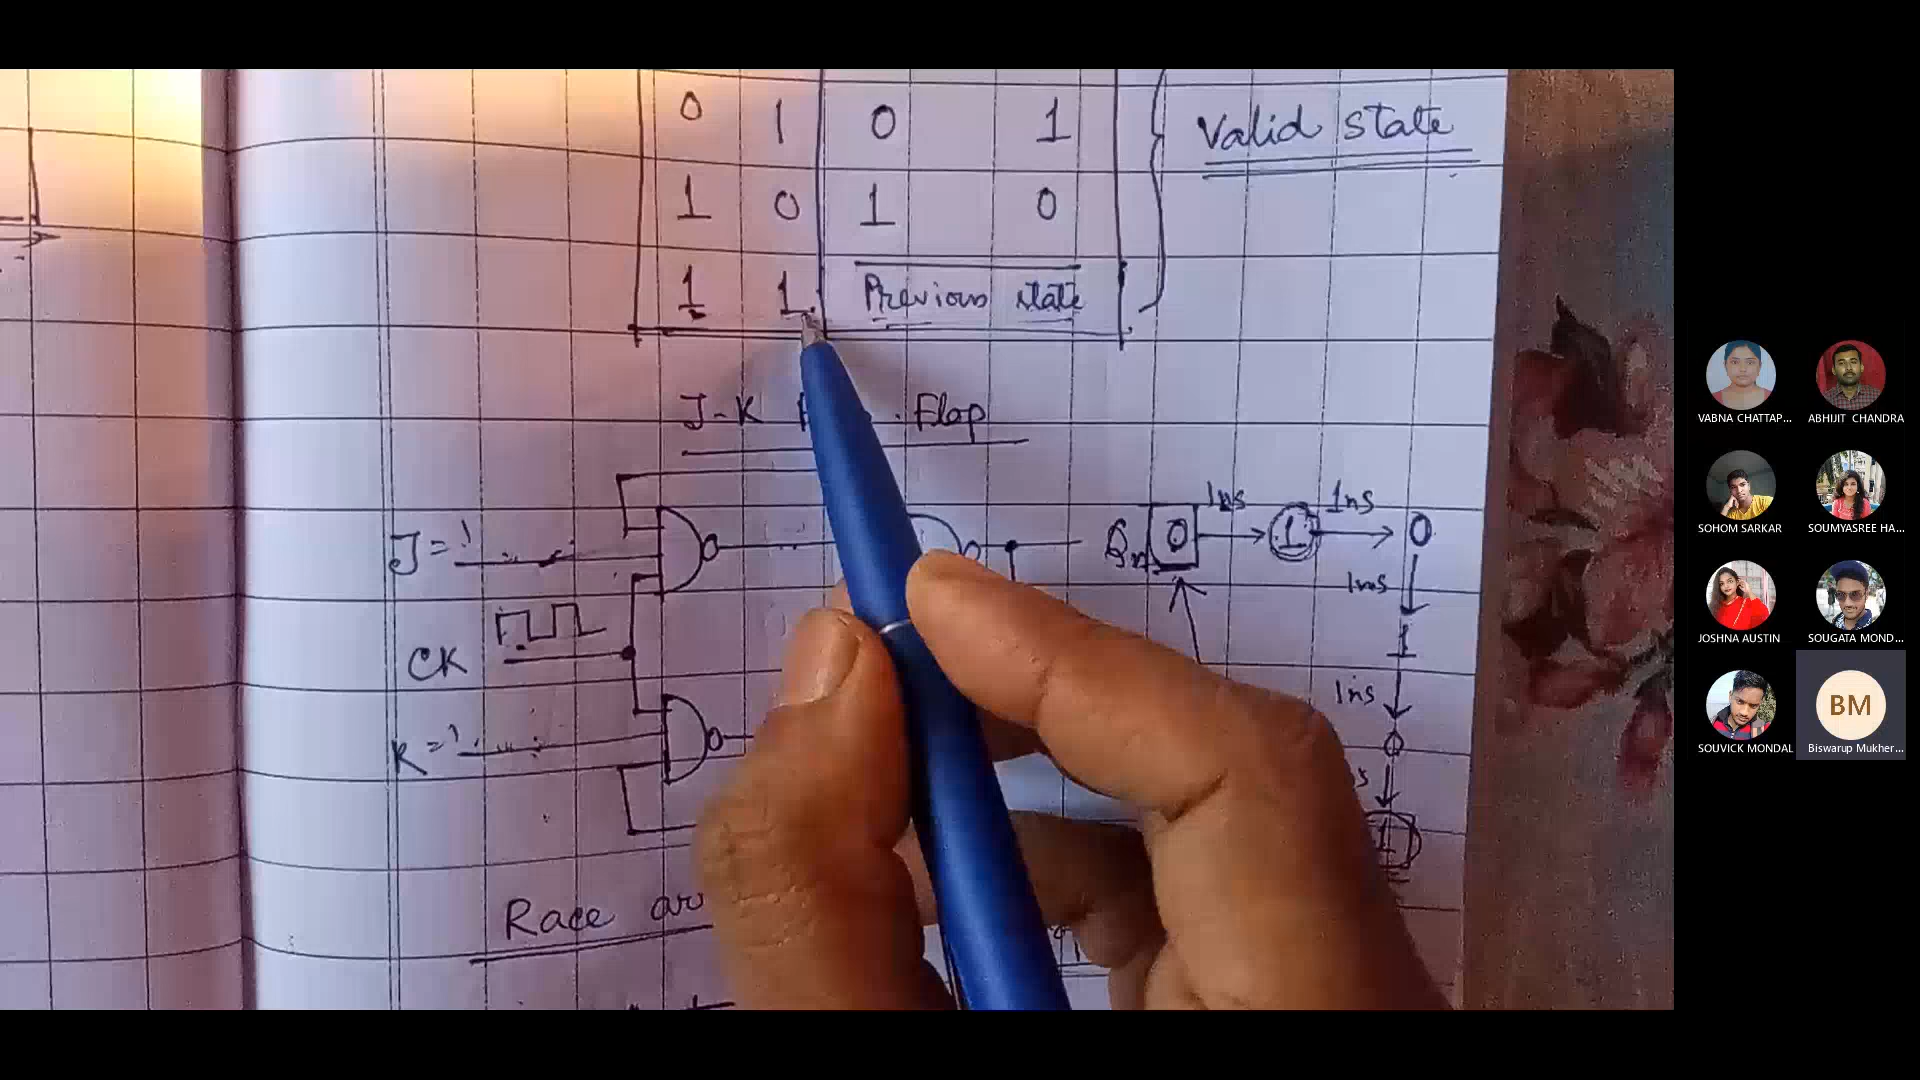 0 1 0 1
Valid state
1 0 1 0
1 1 Previous state
J-K Flop
1ns 1ns
J = 1 Qn 0 1 0
1ns
1
CK
1ns
K = 1 0
1
Race
VABNA CHATTAP...
ABHIJIT CHANDRA
SOHOM SARKAR
SOUMYASREE HA...
JOSHNA AUSTIN
SOUGATA MOND...
SOUVICK MONDAL
BM
Biswarup Mukher...